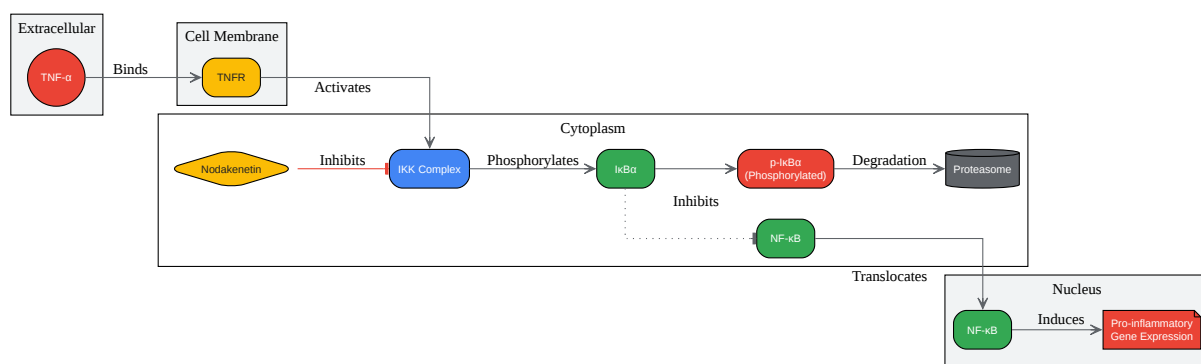 Extracellular
TNF-α
Binds
Cell Membrane
TNFR
Activates
Cytoplasm
Nodakenetin
Inhibits
IKK Complex
Phosphorylates
IκBα
p-IκBα
(Phosphorylated)
Degradation
Proteasome
Inhibits
NF-κB
Translocates
Nucleus
NF-κB
Induces
Pro-inflammatory
Gene Expression